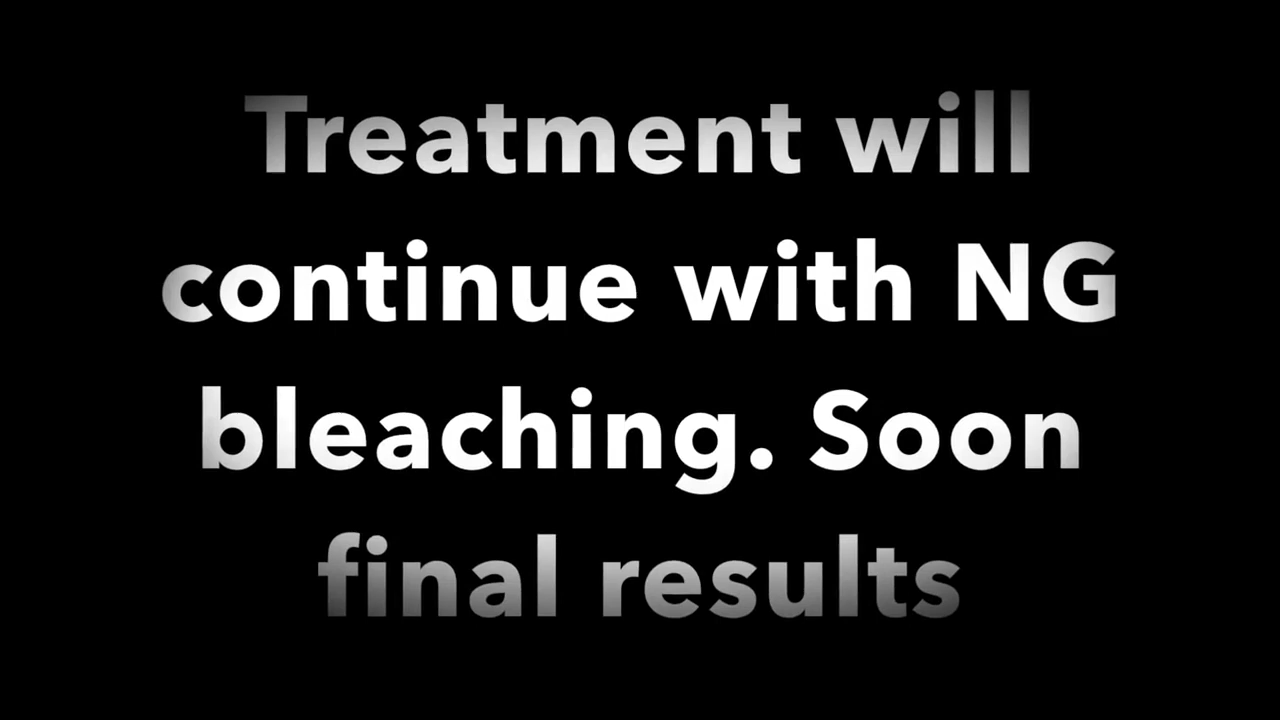 Treatment will
continue with NG
bleaching. Soon
final results